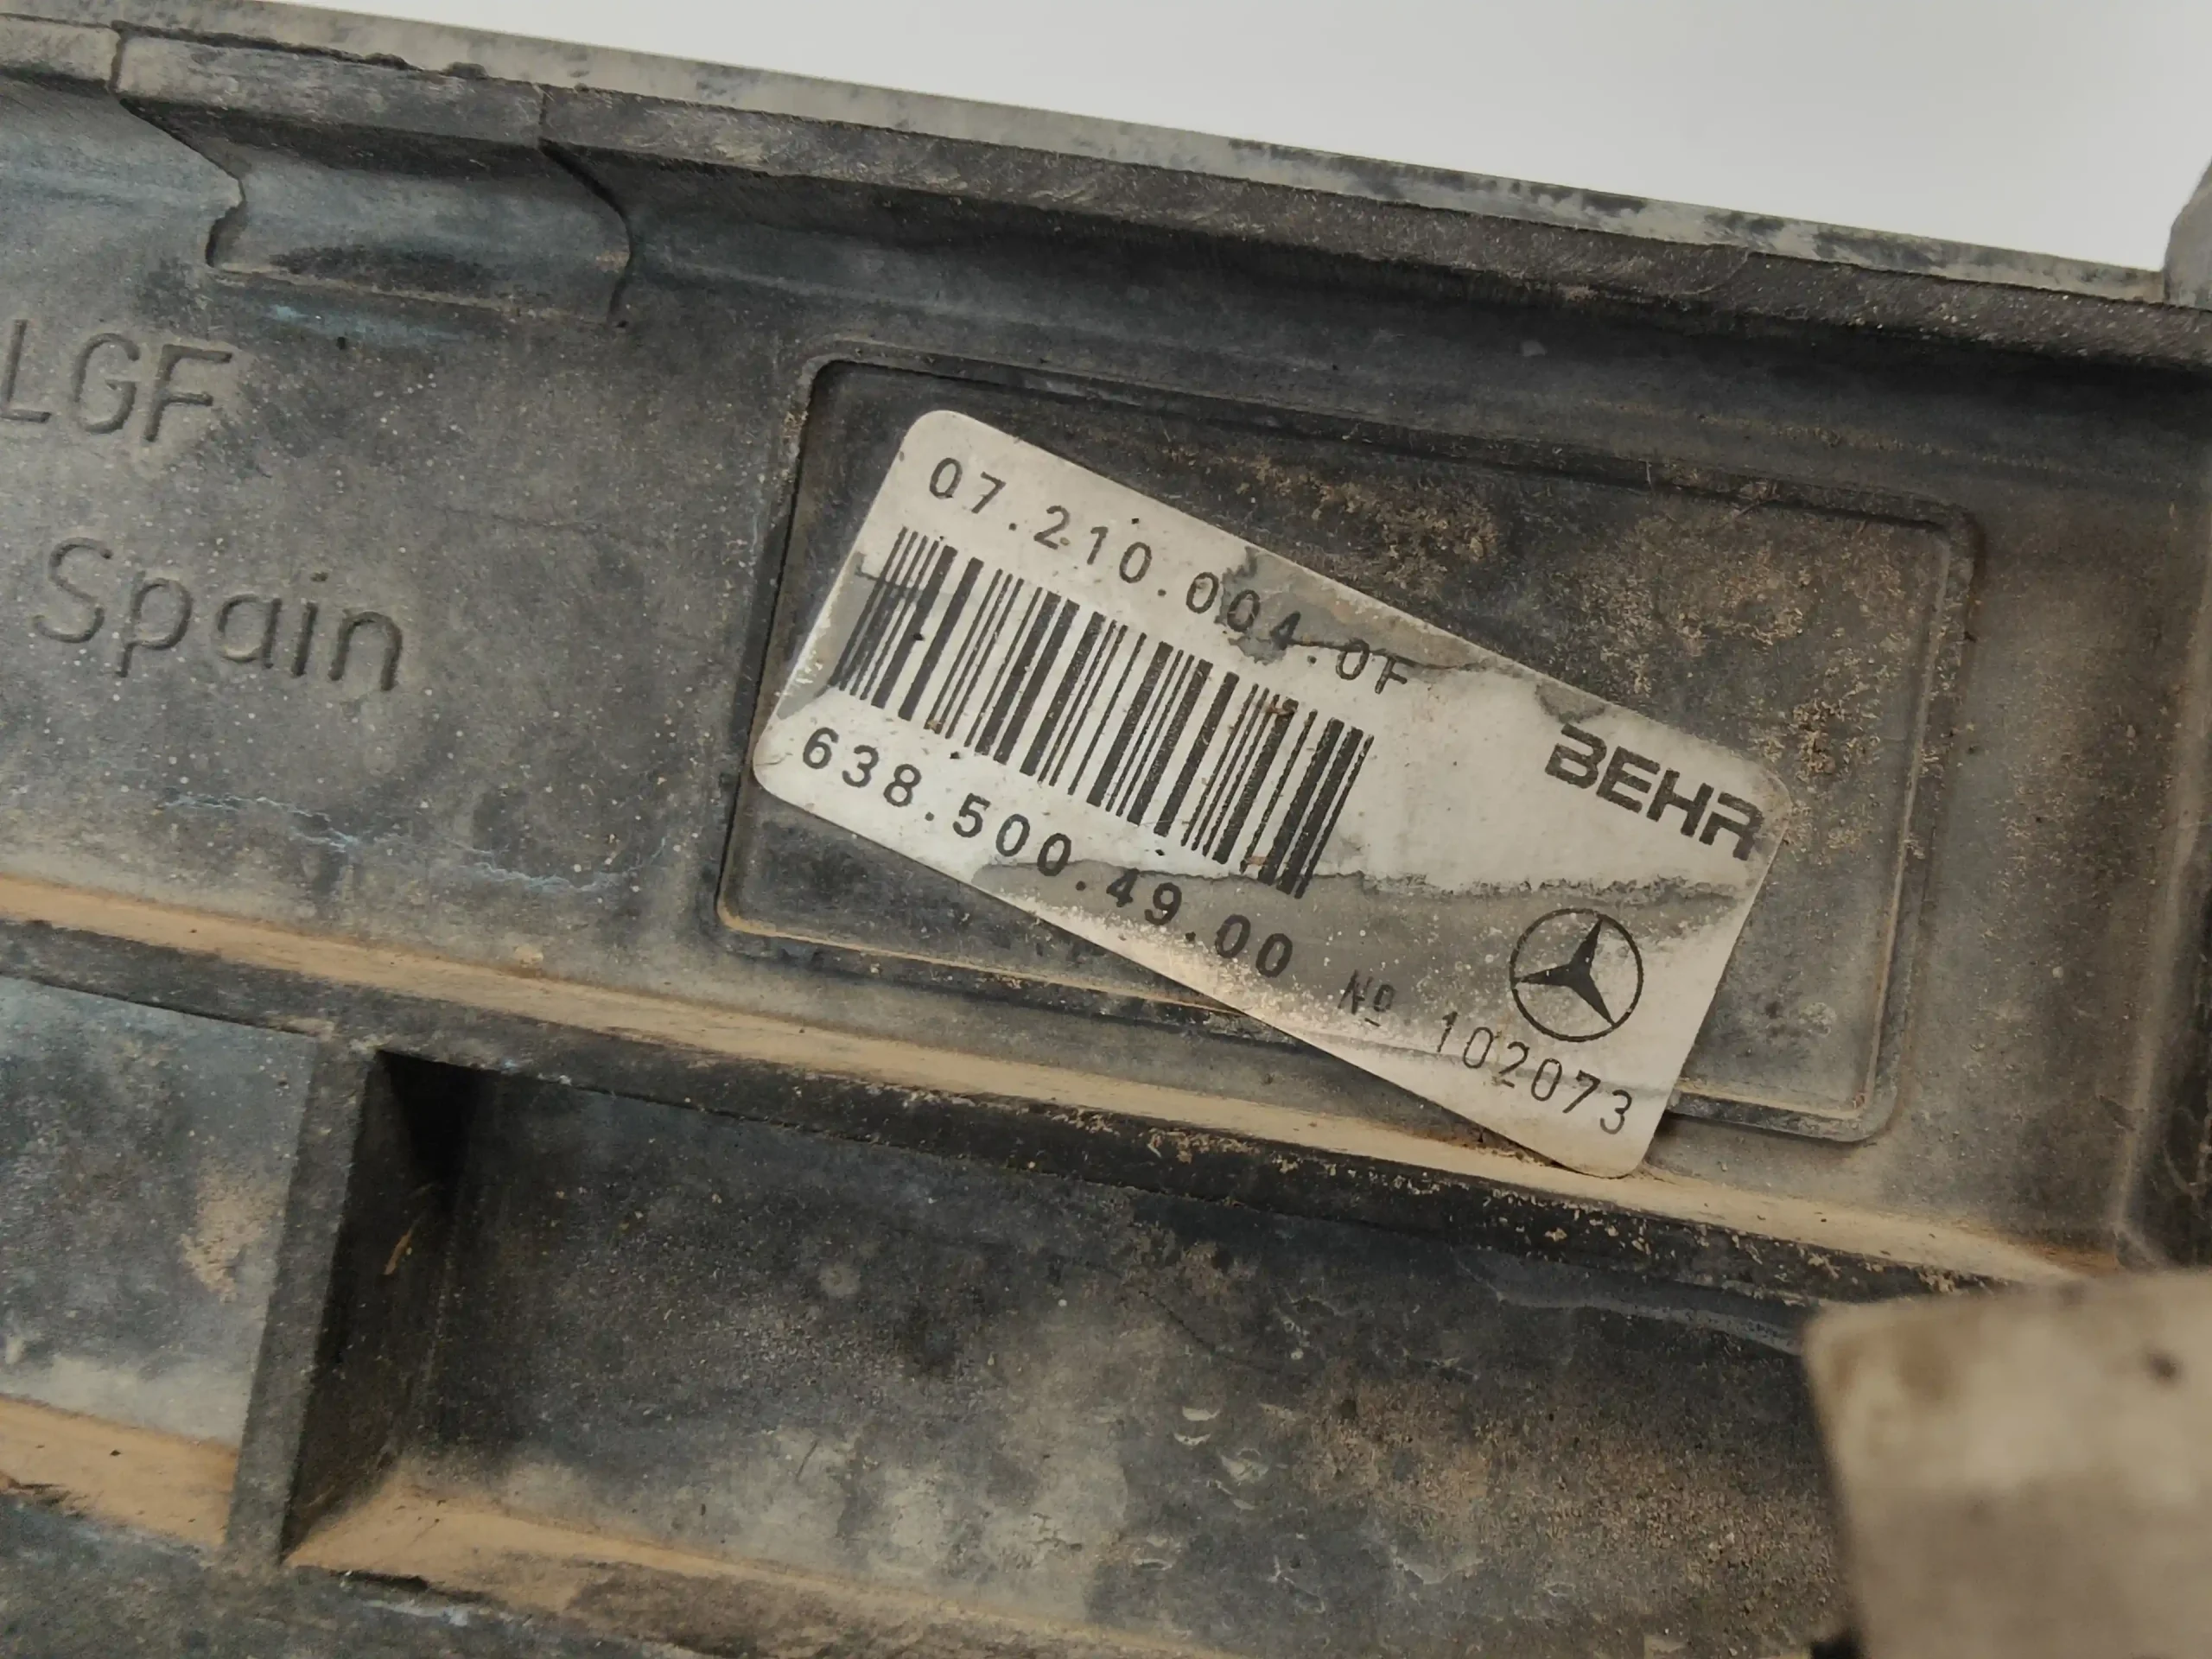 LGF
Spain
07.210.004.0F
BEHR
638.500.49.00
Nº 102073